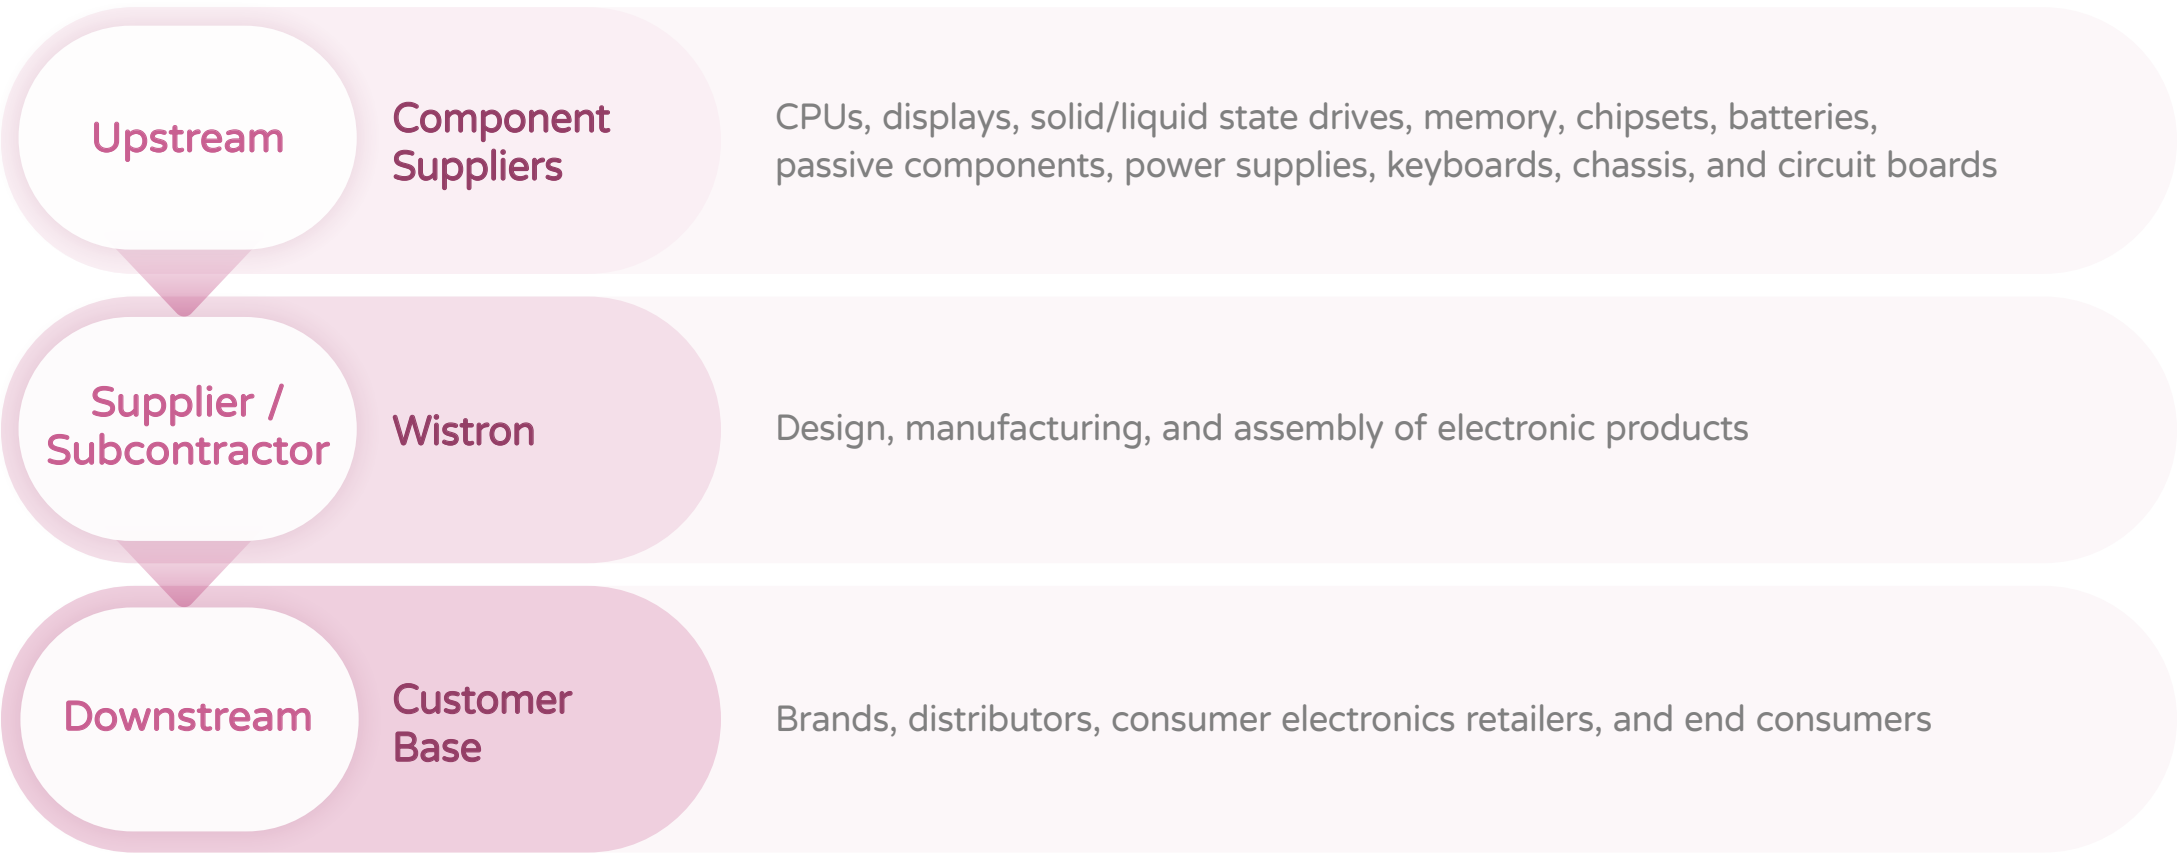 Upstream
Component
Suppliers
CPUs, displays, solid/liquid state drives, memory, chipsets, batteries,
passive components, power supplies, keyboards, chassis, and circuit boards
Supplier /
Subcontractor
Wistron
Design, manufacturing, and assembly of electronic products
Downstream
Customer
Base
Brands, distributors, consumer electronics retailers, and end consumers